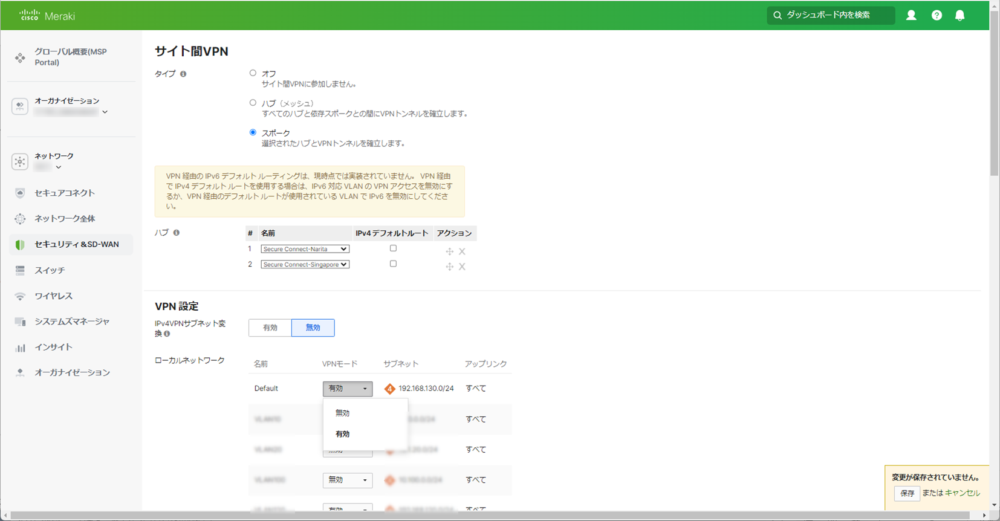 cisco Meraki
ダッシュボード内を検索
グローバル概要(MSP
Portal)
オーガナイゼーション
ネットワーク
セキュアコネクト
ネットワーク全体
セキュリティ&SD-WAN
スイッチ
ワイヤレス
システムズマネージャ
インサイト
オーガナイゼーション
サイト間VPN
タイプ
オフ
サイト間VPNに参加しません。
ハブ（メッシュ）
すべてのハブと依存スポークとの間にVPNトンネルを確立します。
スポーク
選択されたハブとVPNトンネルを確立します。
VPN 経由の IPv6 デフォルト ルーティングは、現時点では実装されていません。 VPN 経由
で IPv4 デフォルト ルートを使用する場合は、IPv6 対応 VLAN の VPN アクセスを無効にす
るか、VPN 経由のデフォルト ルートが使用されている VLAN で IPv6 を無効にしてくださ
い。
ハブ
# 名前 IPv4 デフォルトルート アクション
1 Secure Connect-Narita
2 Secure Connect-Singapore
VPN 設定
IPv4VPNサブネット変
換
有効 無効
ローカルネットワーク
名前 VPNモード サブネット アップリンク
Default 有効 4 192.168.130.0/24 すべて
無効
有効
VLAN10 すべて
VLAN20 無効 すべて
VLAN100 無効 すべて
有効 すべて
変更が保存されていません。
保存 または キャンセル